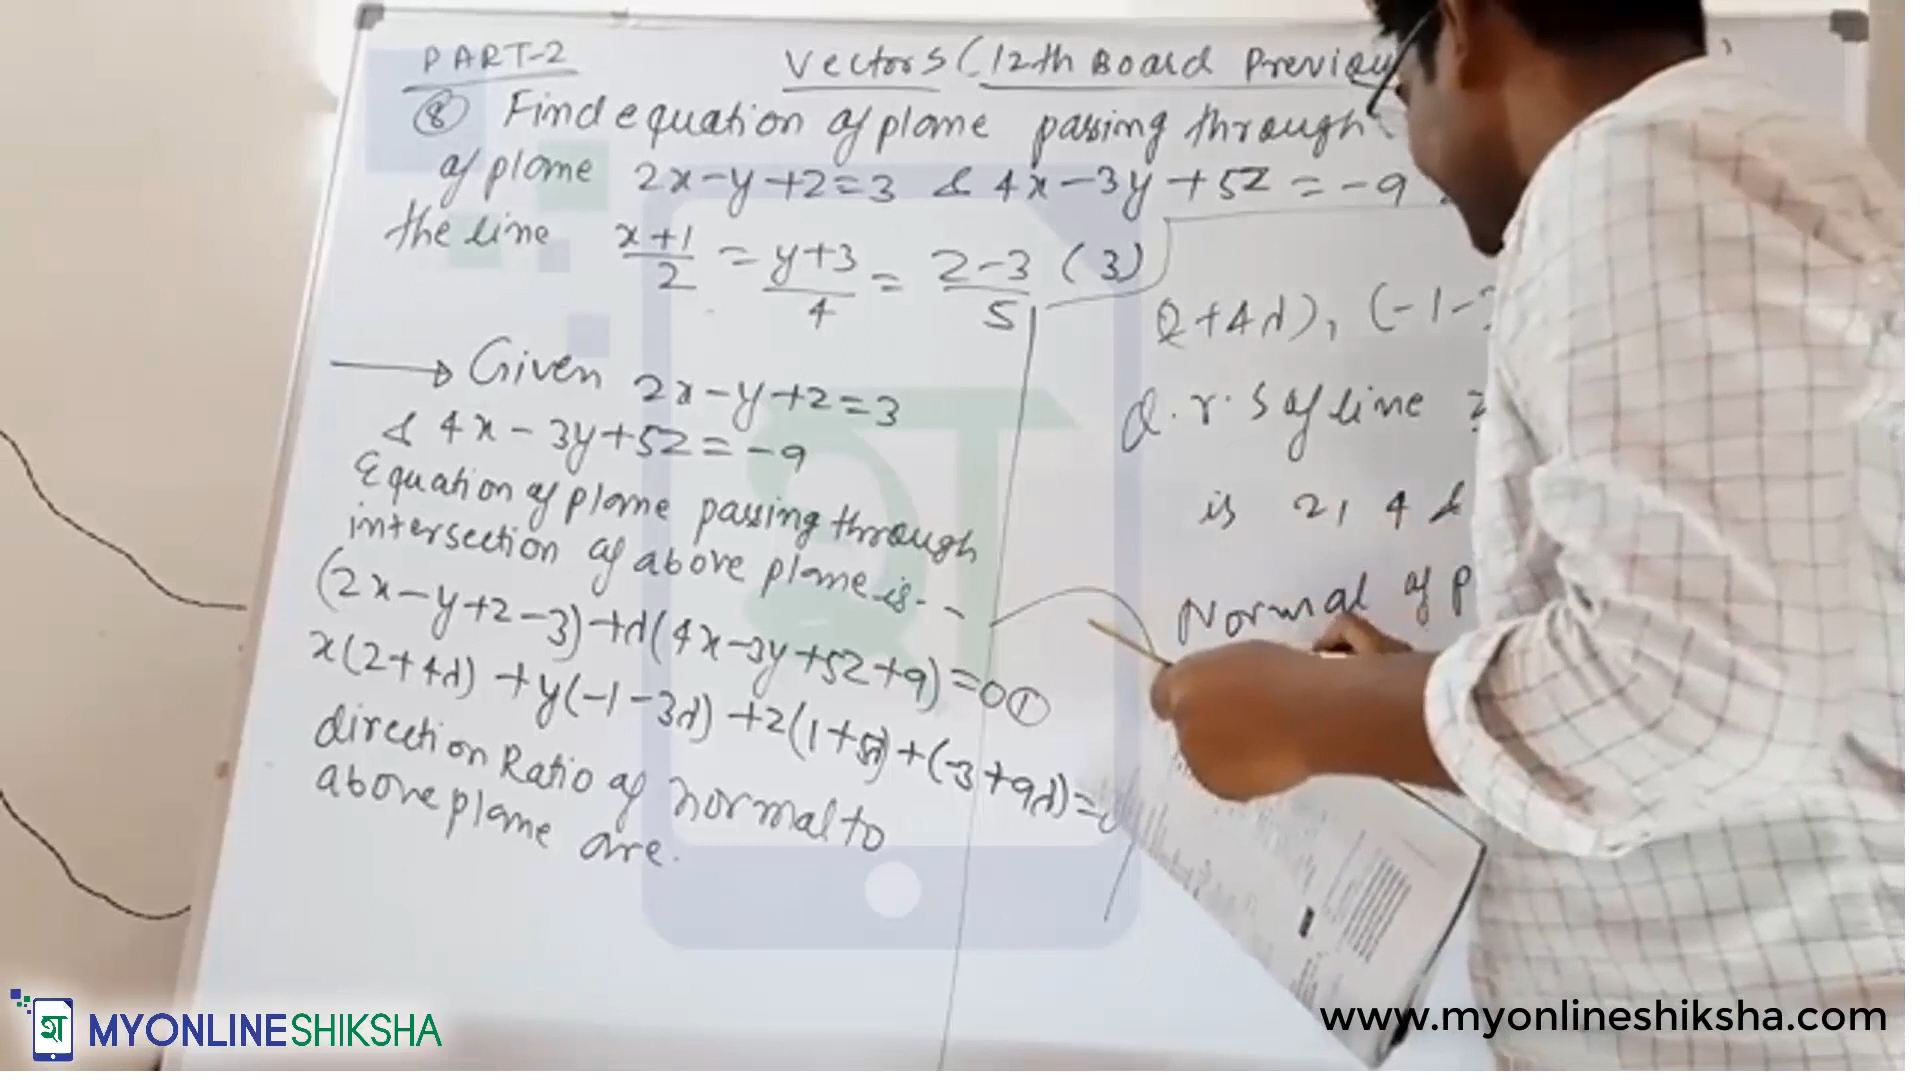 PART-2
Vectors (12th Board Previou
⑧ Find equation of plane passing through
of plane 2x-y+z=3 & 4x-3y+5z=-9
the line x+1/2 = y+3/4 = z-3/5 (3)
→ Given 2x-y+z=3
& 4x-3y+5z=-9
Equation of plane passing through
intersection of above plane is--
(2x-y+z-3)+λ(4x-3y+5z+9)=0①
x(2+4λ)+y(-1-3λ)+z(1+5λ)+(-3+9λ)=0
direction Ratio of normal to
above plane are.
(2+4λ), (-1-3
d.r.s of line
is 2, 4 &
Normal of P
शा MYONLINESHIKSHA
www.myonlineshiksha.com